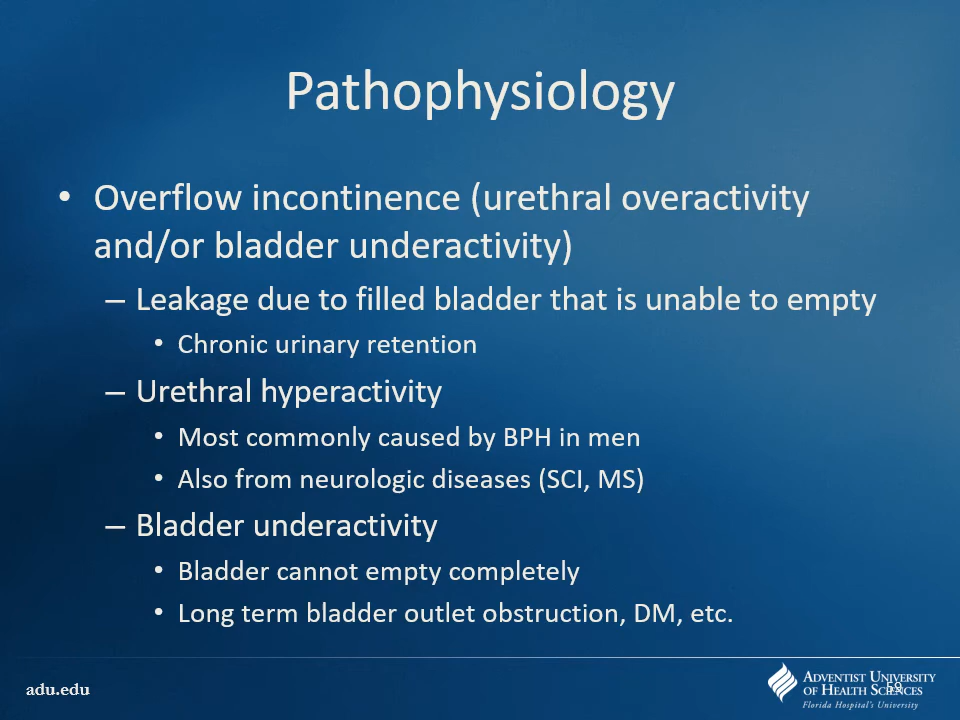 Pathophysiology
• Overflow incontinence (urethral overactivity
and/or bladder underactivity)
– Leakage due to filled bladder that is unable to empty
• Chronic urinary retention
– Urethral hyperactivity
• Most commonly caused by BPH in men
• Also from neurologic diseases (SCI, MS)
– Bladder underactivity
• Bladder cannot empty completely
• Long term bladder outlet obstruction, DM, etc.
adu.edu
ADVENTIST UNIVERSITY
OF HEALTH SCIENCES
59
Florida Hospital's University